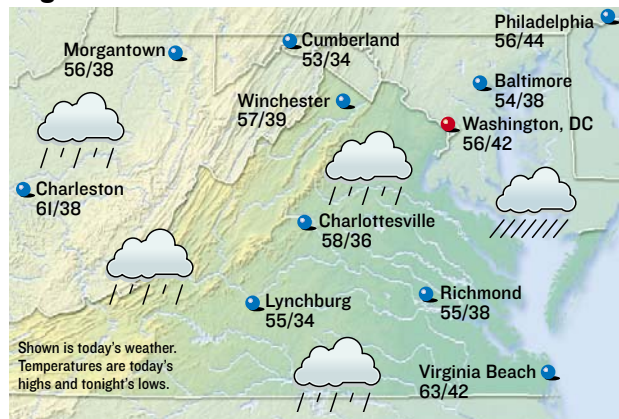 Philadelphia
56/44
Morgantown
56/38
Cumberland
53/34
Baltimore
54/38
Winchester
57/39
Washington, DC
56/42
Charleston
61/38
Charlottesville
58/36
Lynchburg
55/34
Richmond
55/38
Shown is today's weather.
Temperatures are today's
highs and tonight's lows.
Virginia Beach
63/42